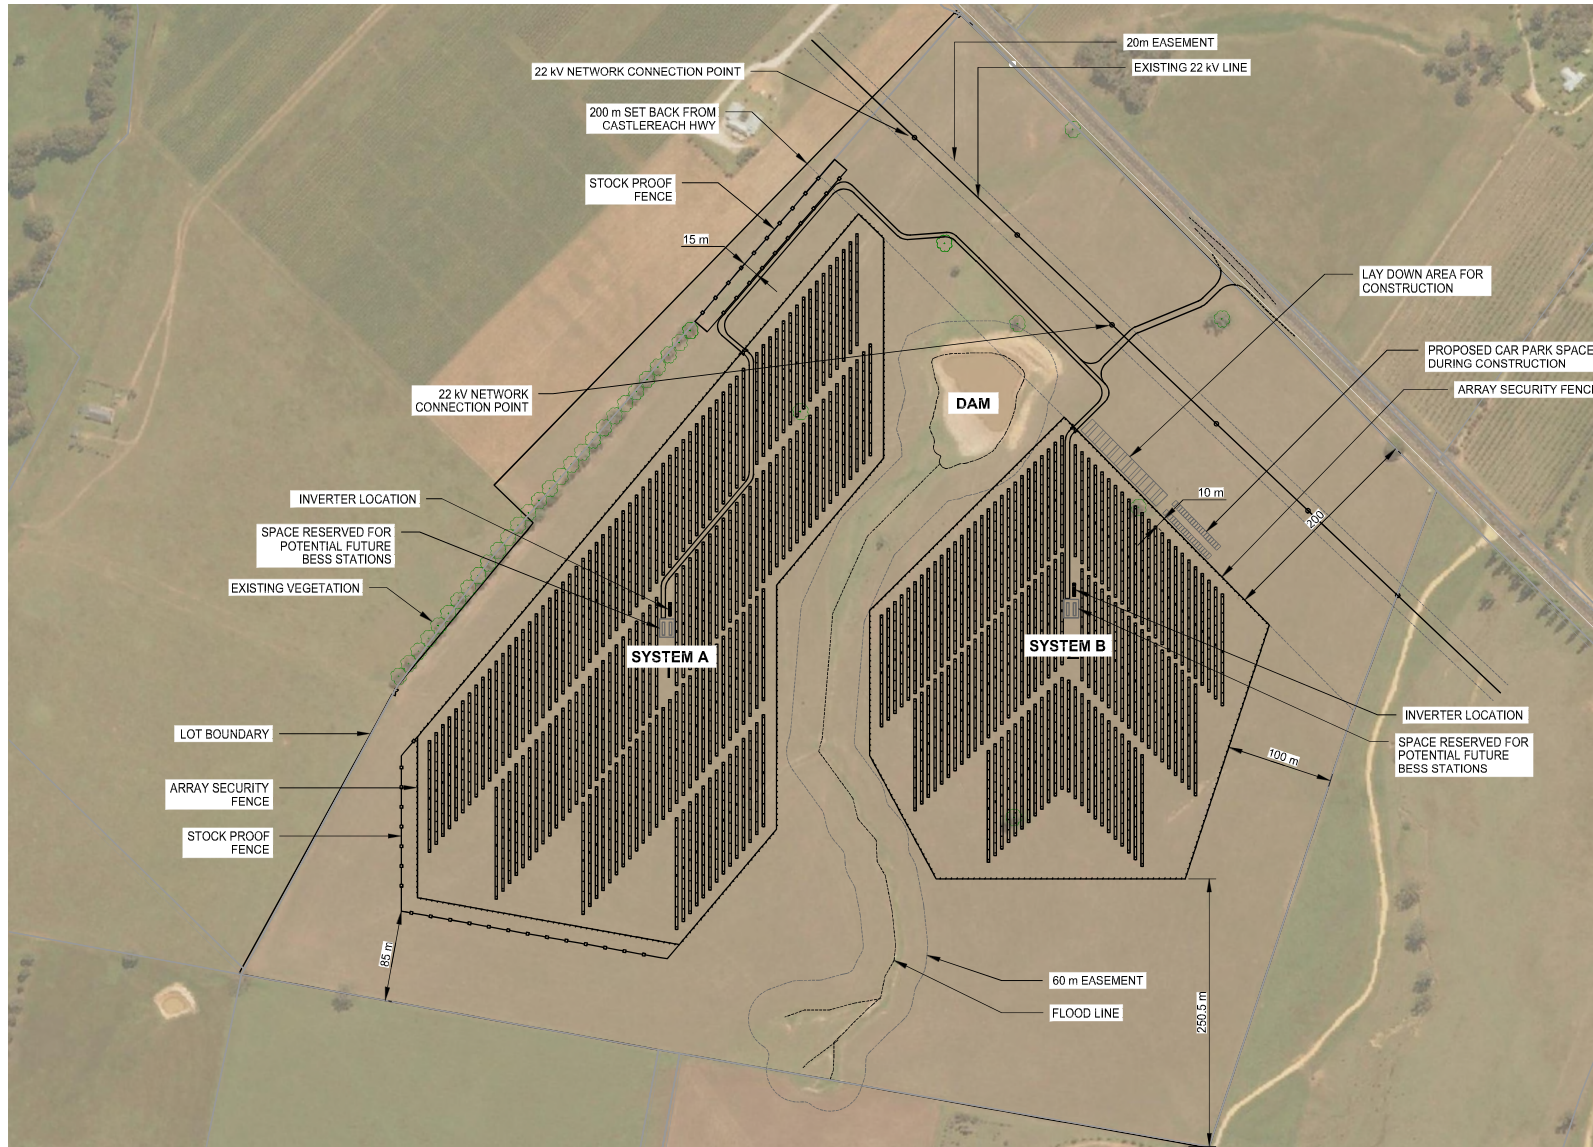 20m EASEMENT
EXISTING 22 kV LINE
22 kV NETWORK CONNECTION POINT
200 m SET BACK FROM
CASTLEREACH HWY
STOCK PROOF
FENCE
15 m
LAY DOWN AREA FOR
CONSTRUCTION
PROPOSED CAR PARK SPACE
DURING CONSTRUCTION
ARRAY SECURITY FENC
22 kV NETWORK
CONNECTION POINT
DAM
INVERTER LOCATION
10 m
200
SPACE RESERVED FOR
POTENTIAL FUTURE
BESS STATIONS
EXISTING VEGETATION
SYSTEM A
SYSTEM B
INVERTER LOCATION
LOT BOUNDARY
SPACE RESERVED FOR
POTENTIAL FUTURE
BESS STATIONS
100 m
ARRAY SECURITY
FENCE
STOCK PROOF
FENCE
85 m
60 m EASEMENT
FLOOD LINE
250.5 m